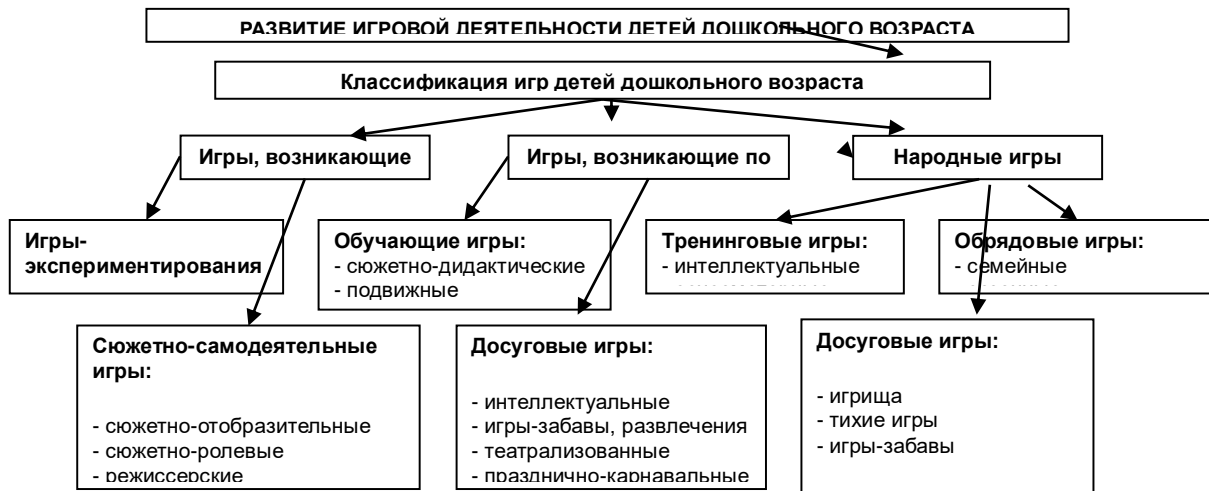 РАЗВИТИЕ ИГРОВОЙ ДЕЯТЕЛЬНОСТИ ДЕТЕЙ ДОШКОЛЬНОГО ВОЗРАСТА
Классификация игр детей дошкольного возраста
Игры, возникающие
Игры, возникающие по
Народные игры
Игры-
экспериментирования
Обучающие игры:
- сюжетно-дидактические
- подвижные
Тренинговые игры:
- интеллектуальные
Обрядовые игры:
- семейные
Сюжетно-самодеятельные
игры:
- сюжетно-отобразительные
- сюжетно-ролевые
- режиссерские
Досуговые игры:
- интеллектуальные
- игры-забавы, развлечения
- театрализованные
- празднично-карнавальные
Досуговые игры:
- игрища
- тихие игры
- игры-забавы